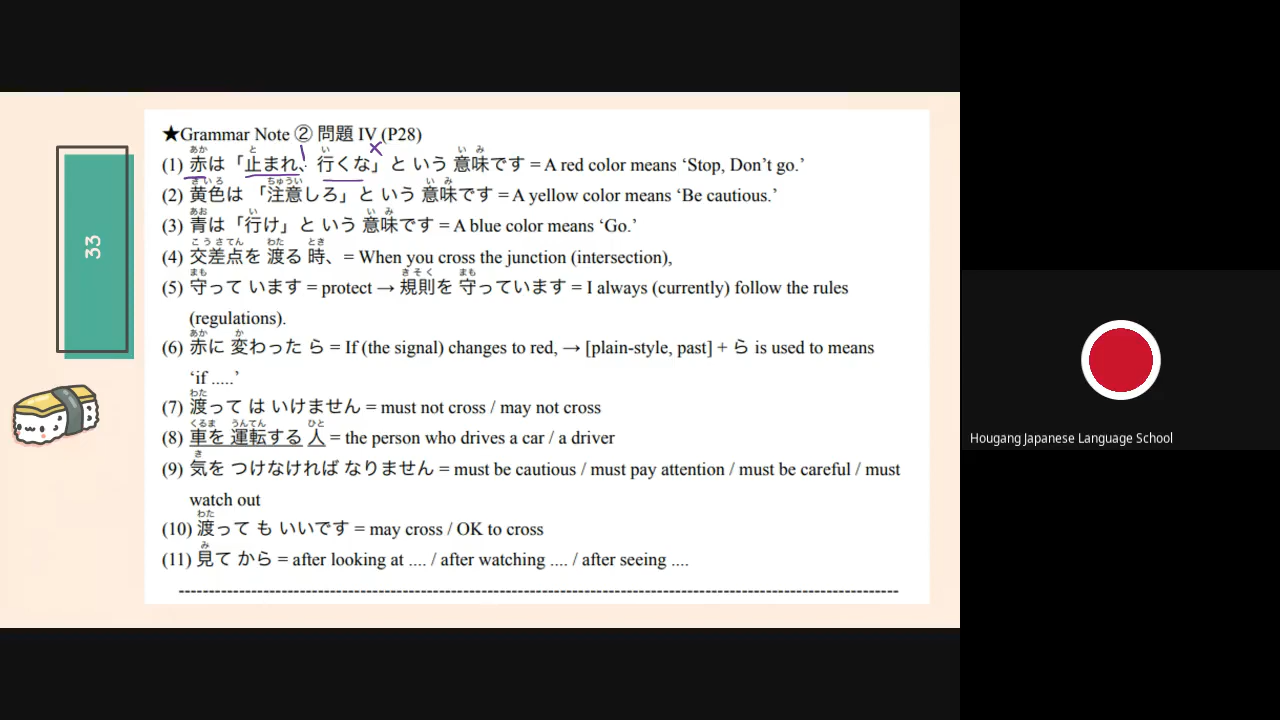 33
★Grammar Note ② 問題 IV (P28)
(1) 赤は「止まれ、行くな」と いう 意味です = A red color means ‘Stop, Don’t go.’
(2) 黄色は 「注意しろ」と いう 意味です = A yellow color means ‘Be cautious.’
(3) 青は「行け」と いう 意味です = A blue color means ‘Go.’
(4) 交差点を 渡る 時、 = When you cross the junction (intersection),
(5) 守って います = protect → 規則を 守っています = I always (currently) follow the rules
(regulations).
(6) 赤に 変わった ら = If (the signal) changes to red, → [plain-style, past] + ら is used to means
‘if .....’
(7) 渡って は いけません = must not cross / may not cross
(8) 車を 運転する 人 = the person who drives a car / a driver
(9) 気を つけなければ なりません = must be cautious / must pay attention / must be careful / must
watch out
(10) 渡って も いいです = may cross / OK to cross
(11) 見て から = after looking at .... / after watching .... / after seeing ....
Hougang Japanese Language School